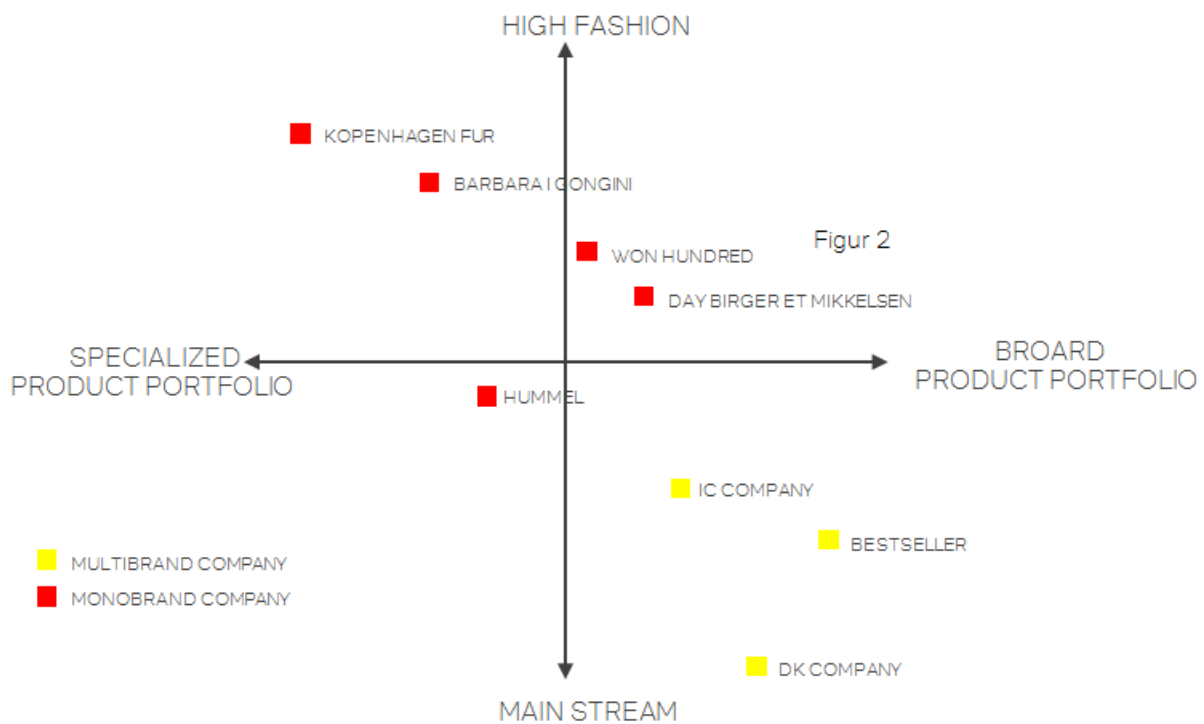 HIGH FASHION
KOPENHAGEN FUR
BARBARA I GONGINI
Figur 2
WON HUNDRED
DAY BIRGER ET MIKKELSEN
SPECIALIZED
PRODUCT PORTFOLIO
BROARD
PRODUCT PORTFOLIO
HUMMEL
IC COMPANY
BESTSELLER
MULTIBRAND COMPANY
MONOBRAND COMPANY
DK COMPANY
MAIN STREAM